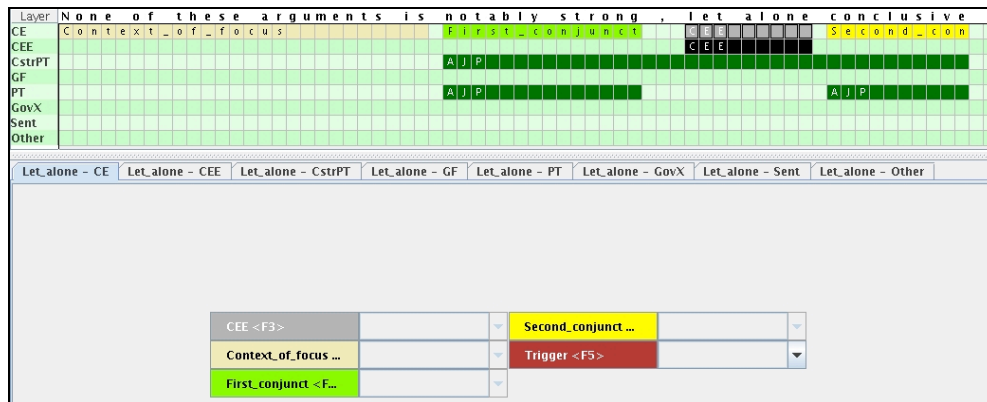 Layer None of these arguments is notably strong , let alone conclusive
CE Context_of_focus First_conjunct CEE Second_con
CEE CEE
CstrPT AJP
GF
PT AJP AJP
GovX
Sent
Other
Let_alone - CE Let_alone - CEE Let_alone - CstrPT Let_alone - GF Let_alone - PT Let_alone - GovX Let_alone - Sent Let_alone - Other
CEE <F3> Second_conjunct ...
Context_of_focus ... Trigger <F5>
First_conjunct <F...